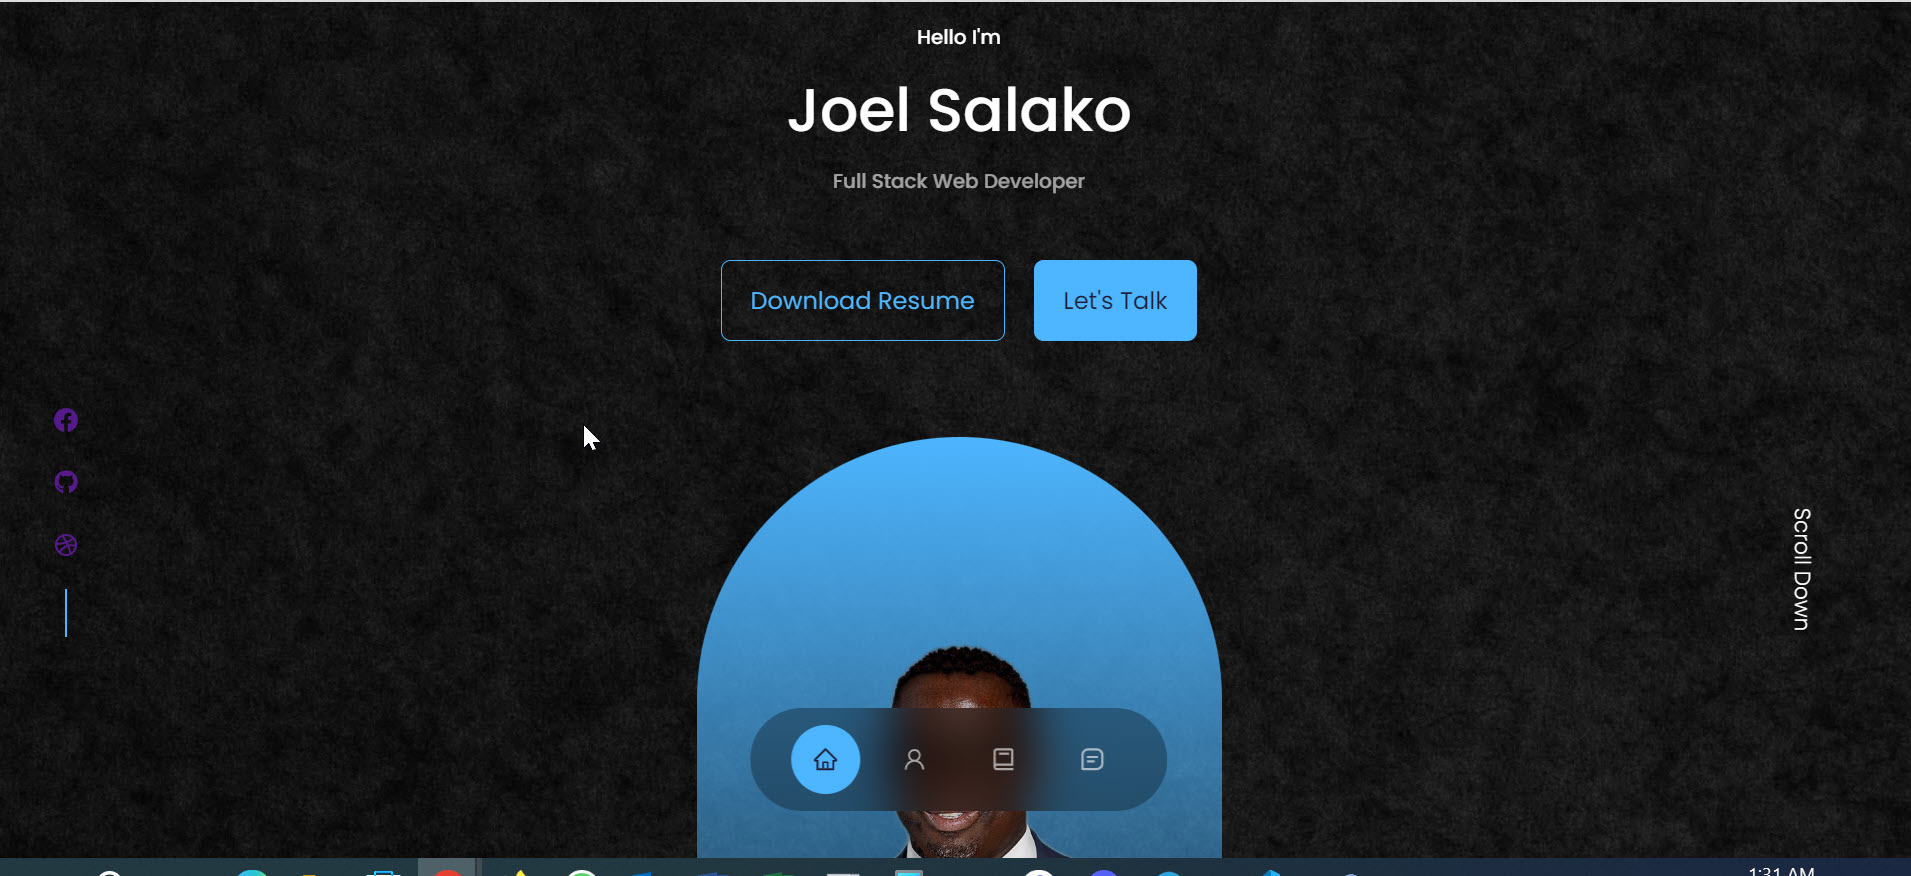 Hello I'm
Joel Salako
Full Stack Web Developer
Download Resume
Let's Talk
Scroll Down
1:31 AM